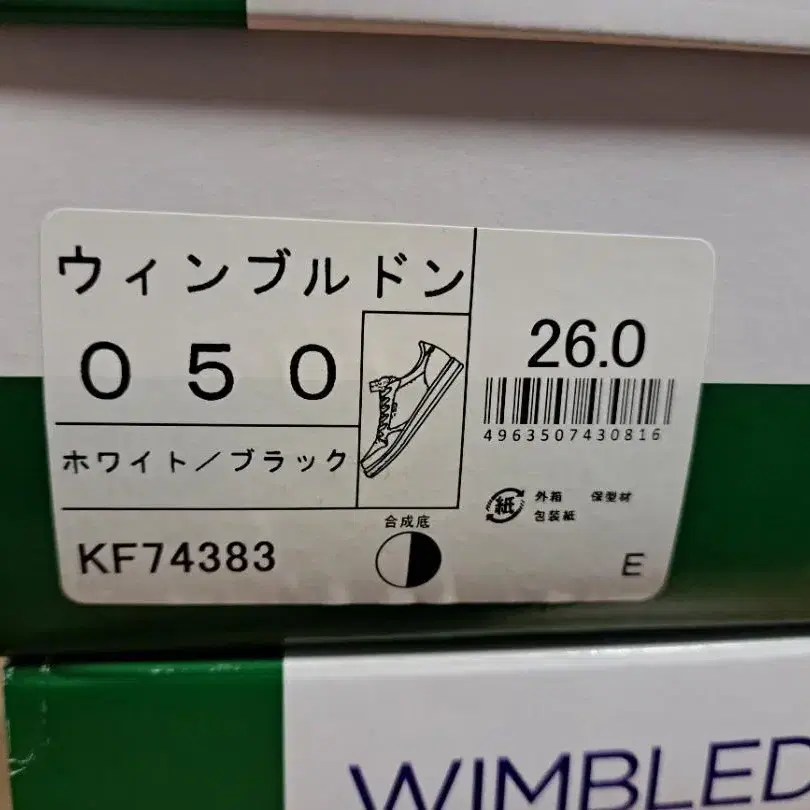 ウィンブルドン
050
ホワイト／ブラック
KF74383
合成底
26.0
4963507430816
紙 外箱 保型材
包装紙
E
WIMBLED